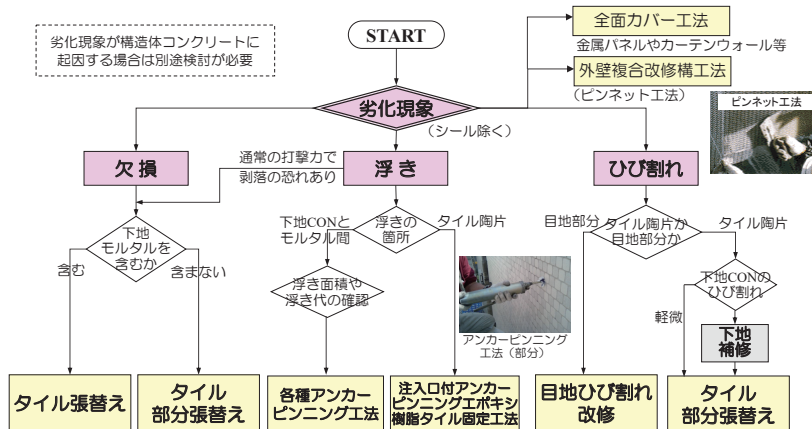 START
劣化現象が構造体コンクリートに
起因する場合は別途検討が必要
全面カバー工法
金属パネルやカーテンウォール等
外壁複合改修構工法
(ピンネット工法)
ピンネット工法
劣化現象
(シール除く)
欠損
通常の打撃力で
剥落の恐れあり
浮き
ひび割れ
下地
モルタルを
含むか
含む
含まない
下地CONと
モルタル間
浮きの
箇所
タイル陶片
浮き面積や
浮き代の確認
アンカーピンニング
工法(部分)
目地部分
タイル陶片か
目地部分か
タイル陶片
下地CONの
ひび割れ
軽微
下地
補修
タイル張替え
タイル
部分張替え
各種アンカー
ピンニング工法
注入口付アンカー
ピンニングエポキシ
樹脂タイル固定工法
目地ひび割れ
改修
タイル
部分張替え